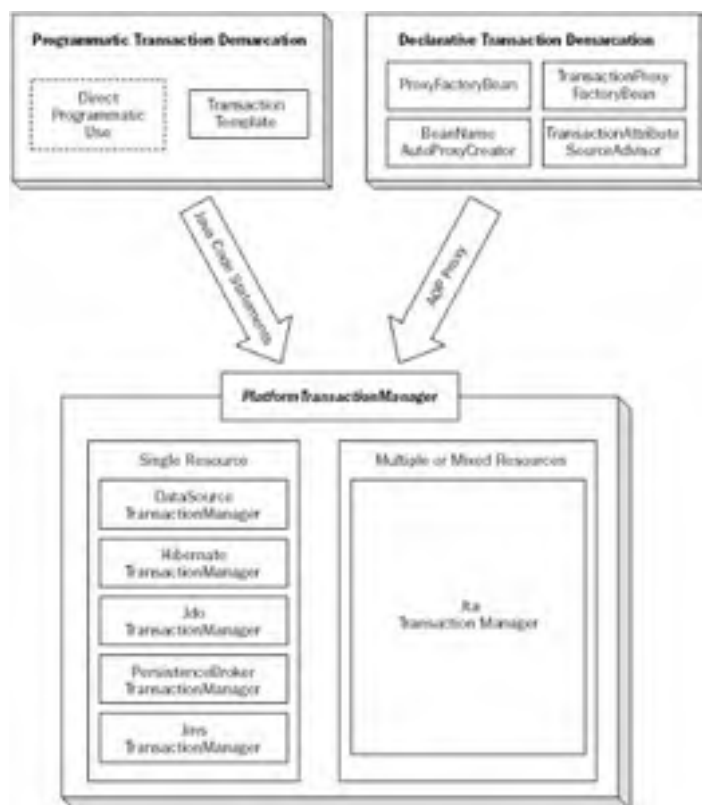 Programmatic Transaction Demarcation
Direct
Programmatic
Use
Transaction
Template
Declarative Transaction Demarcation
ProxyFactoryBean
TransactionProxy
FactoryBean
BeanName
AutoProxyCreator
TransactionAttribute
SourceAdvisor
Java Code Statements
AOP Proxy
PlatformTransactionManager
Single Resource
DataSource
TransactionManager
Hibernate
TransactionManager
Jdo
TransactionManager
PersistenceBroker
TransactionManager
Jms
TransactionManager
Multiple or Mixed Resources
Jta
Transaction Manager